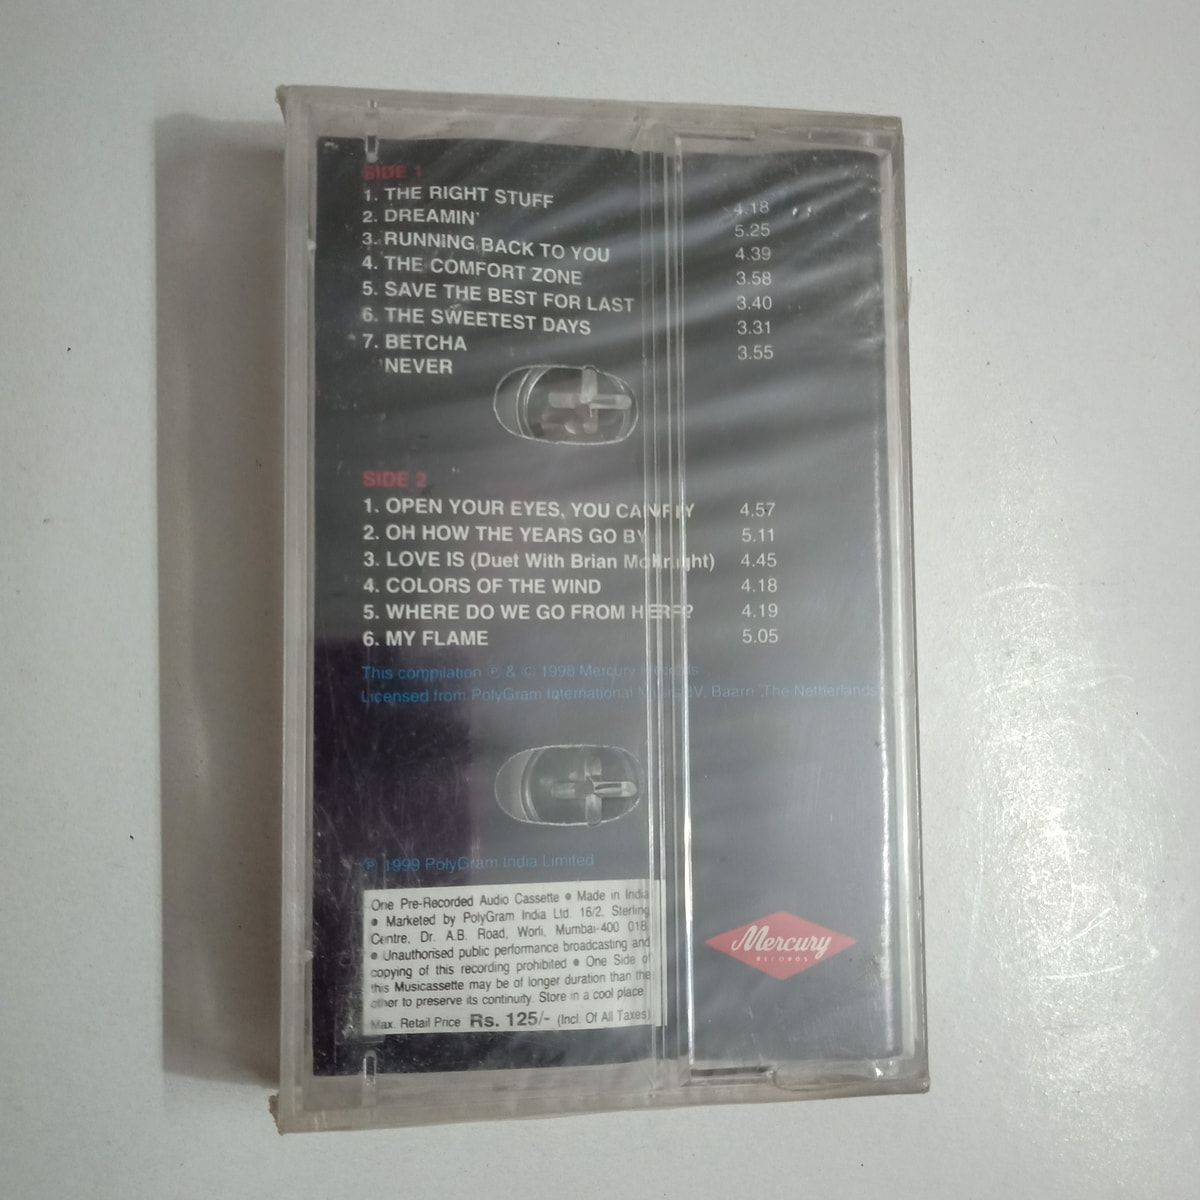 SIDE 1
1. THE RIGHT STUFF 4.18
2. DREAMIN' 5.25
3. RUNNING BACK TO YOU 4.39
4. THE COMFORT ZONE 3.58
5. SAVE THE BEST FOR LAST 3.40
6. THE SWEETEST DAYS 3.31
7. BETCHA 3.55
NEVER
SIDE 2
1. OPEN YOUR EYES, YOU CAN FLY 4.57
2. OH HOW THE YEARS GO BY 5.11
3. LOVE IS (Duet With Brian McKnight) 4.45
4. COLORS OF THE WIND 4.18
5. WHERE DO WE GO FROM HERE? 4.19
6. MY FLAME 5.05
This compilation ℗ & © 1998 Mercury Records
Licensed from PolyGram International Music BV, Baarn ,The Netherlands
℗ 1999 PolyGram India Limited
One Pre-Recorded Audio Cassette ● Made in India
● Marketed by PolyGram India Ltd. 16/2, Sterling
Centre, Dr. A.B. Road, Worli, Mumbai-400 018
● Unauthorised public performance broadcasting and
copying of this recording prohibited ● One Side of
this Musicassette may be of longer duration than the
other to preserve its continuity. Store in a cool place
Max. Retail Price Rs. 125/- (Incl. Of All Taxes)
Mercury
RECORDS